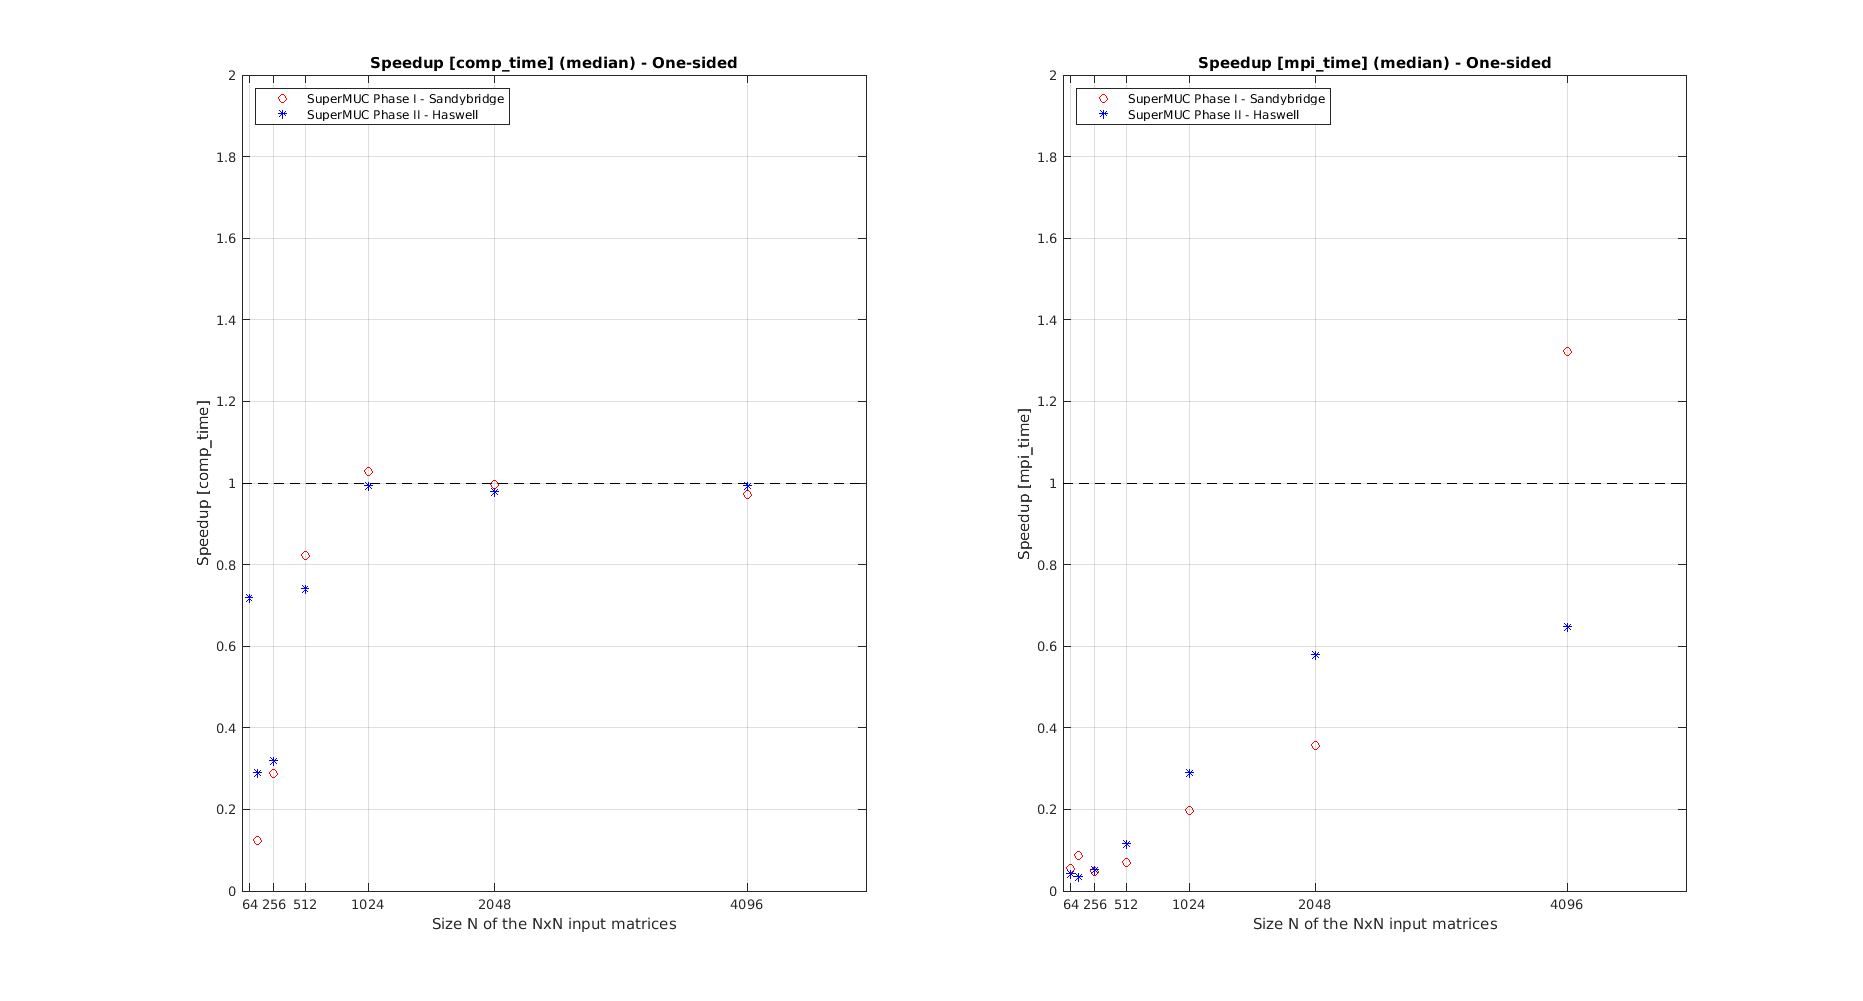 Speedup [comp_time] (median) - One-sided
SuperMUC Phase I - Sandybridge
SuperMUC Phase II - Haswell
2
1.8
1.6
1.4
1.2
1
0.8
0.6
0.4
0.2
0
Speedup [comp_time]
64 256 512 1024 2048 4096
Size N of the NxN input matrices
Speedup [mpi_time] (median) - One-sided
SuperMUC Phase I - Sandybridge
SuperMUC Phase II - Haswell
2
1.8
1.6
1.4
1.2
1
0.8
0.6
0.4
0.2
0
Speedup [mpi_time]
64 256 512 1024 2048 4096
Size N of the NxN input matrices